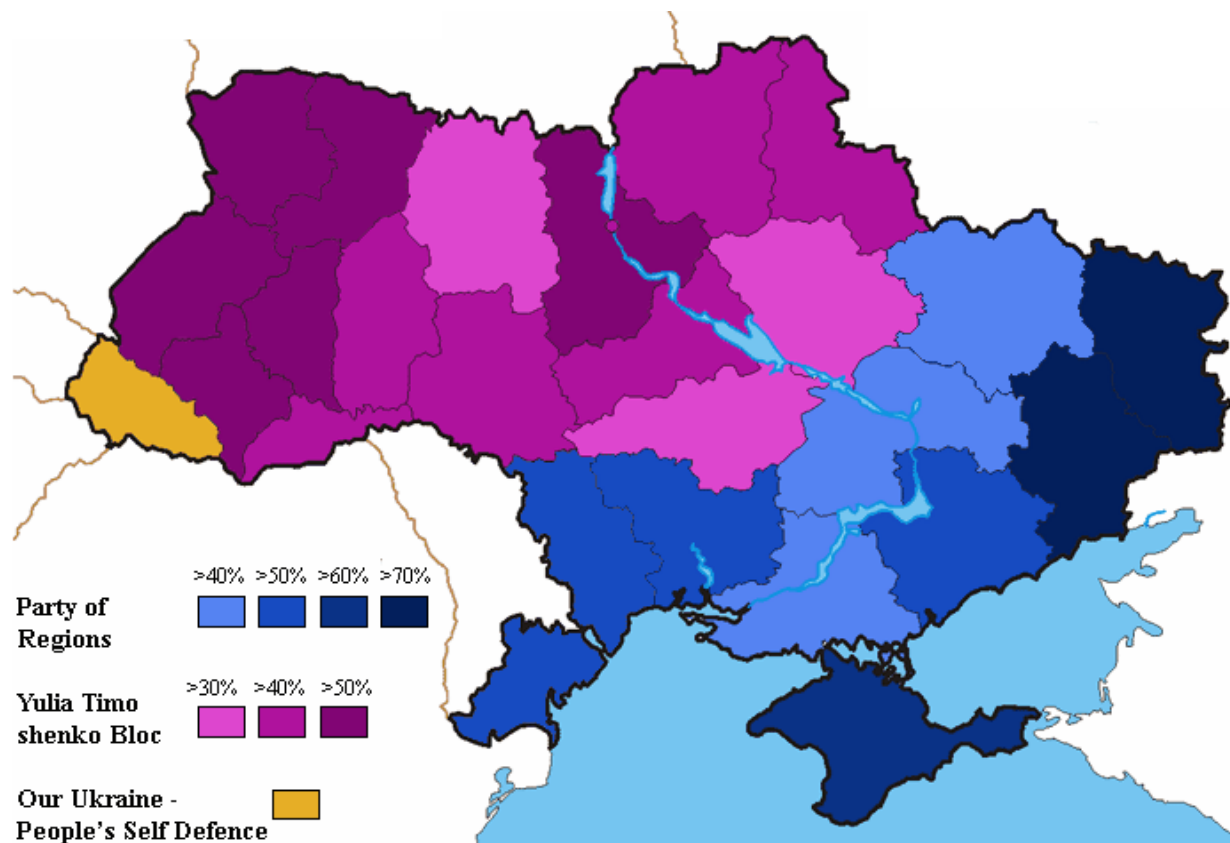 >40% >50% >60% >70%
Party of
Regions
>30% >40% >50%
Yulia Timo
shenko Bloc
Our Ukraine -
People's Self Defence